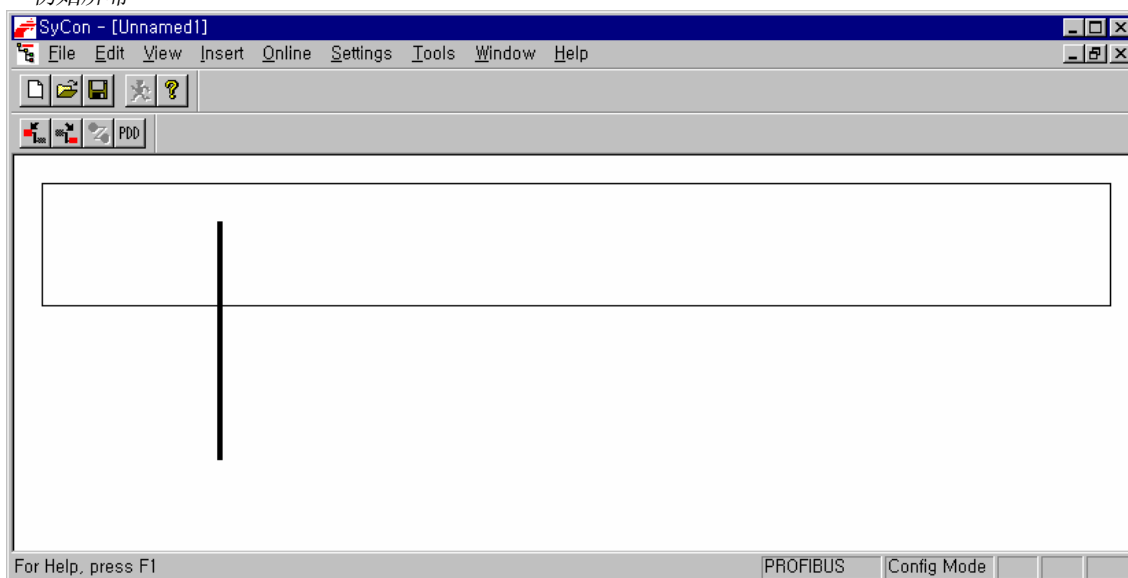 SyCon - [Unnamed1]
File Edit View Insert Online Settings Tools Window Help
PDD
For Help, press F1 PROFIBUS Config Mode